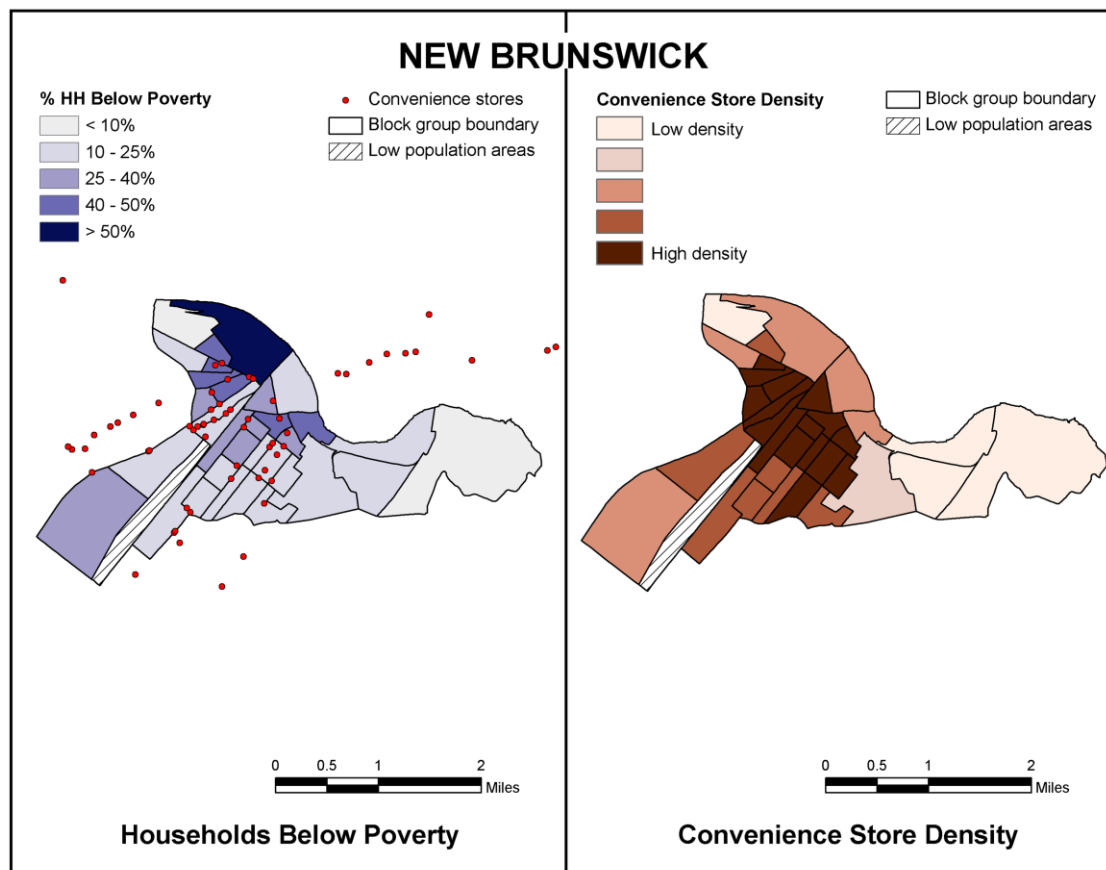 NEW BRUNSWICK
% HH Below Poverty
< 10%
10 - 25%
25 - 40%
40 - 50%
> 50%
Convenience stores
Block group boundary
Low population areas
0 0.5 1 2
Miles
Households Below Poverty
Convenience Store Density
Low density
High density
Block group boundary
Low population areas
0 0.5 1 2
Miles
Convenience Store Density